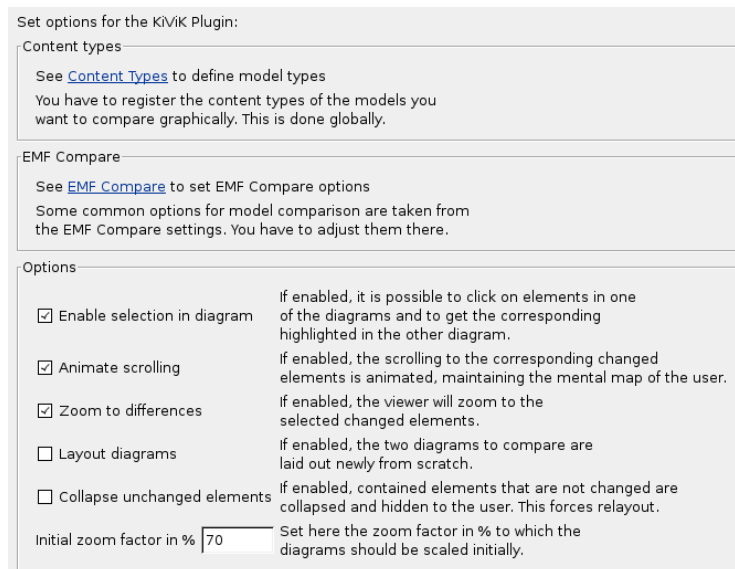 Set options for the KiViK Plugin:
Content types
See Content Types to define model types
You have to register the content types of the models you
want to compare graphically. This is done globally.
EMF Compare
See EMF Compare to set EMF Compare options
Some common options for model comparison are taken from
the EMF Compare settings. You have to adjust them there.
Options
Enable selection in diagram
If enabled, it is possible to click on elements in one
of the diagrams and to get the corresponding
highlighted in the other diagram.
Animate scrolling
If enabled, the scrolling to the corresponding changed
elements is animated, maintaining the mental map of the user.
Zoom to differences
If enabled, the viewer will zoom to the
selected changed elements.
Layout diagrams
If enabled, the two diagrams to compare are
laid out newly from scratch.
Collapse unchanged elements
If enabled, contained elements that are not changed are
collapsed and hidden to the user. This forces relayout.
Initial zoom factor in % 70
Set here the zoom factor in % to which the
diagrams should be scaled initially.